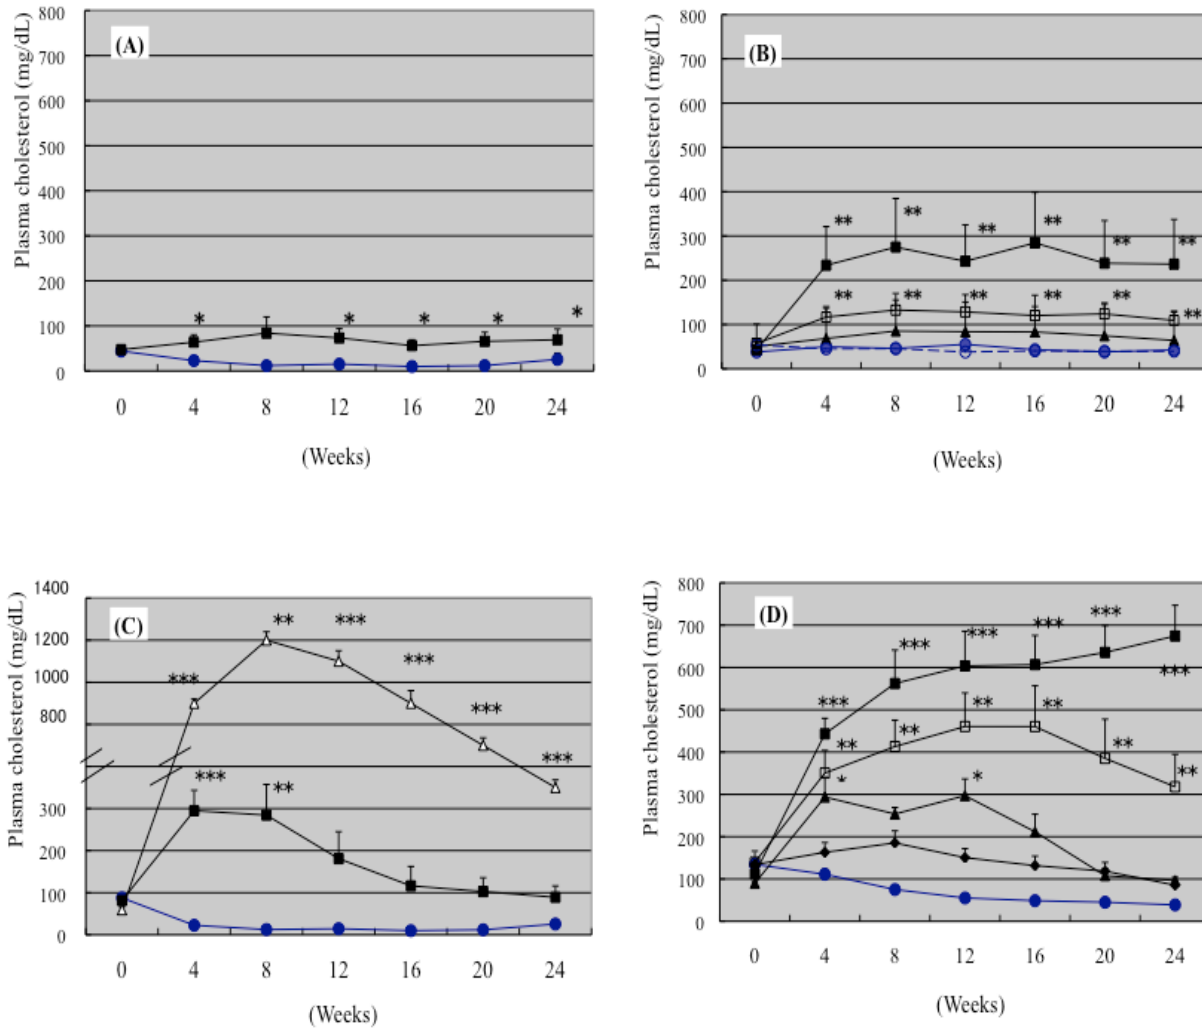 (A)
Plasma cholesterol (mg/dL)
800
700
600
500
400
300
200
100
0
* * * * *
0 4 8 12 16 20 24
(Weeks)
(B)
Plasma cholesterol (mg/dL)
800
700
600
500
400
300
200
100
0
** ** ** ** ** **
** ** ** ** ** **
0 4 8 12 16 20 24
(Weeks)
(C)
Plasma cholesterol (mg/dL)
1400
1200
1000
800
400
300
200
100
0
*** ** *** *** *** ***
*** **
0 4 8 12 16 20 24
(Weeks)
(D)
Plasma cholesterol (mg/dL)
800
700
600
500
400
300
200
100
0
*** *** *** *** *** ***
** ** ** ** ** **
* *
0 4 8 12 16 20 24
(Weeks)